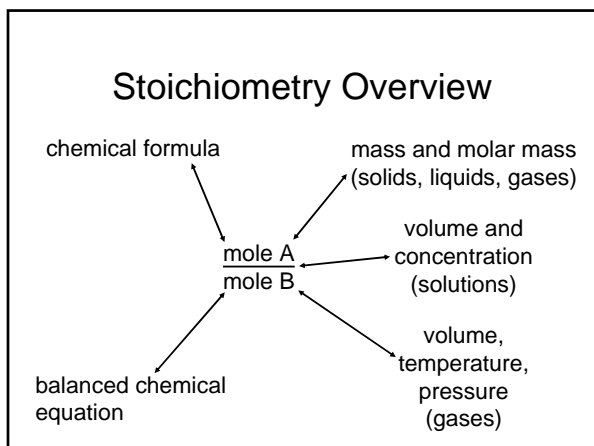 Stoichiometry Overview
chemical formula
mass and molar mass
(solids, liquids, gases)
mole A
mole B
volume and
concentration
(solutions)
balanced chemical
equation
volume,
temperature,
pressure
(gases)